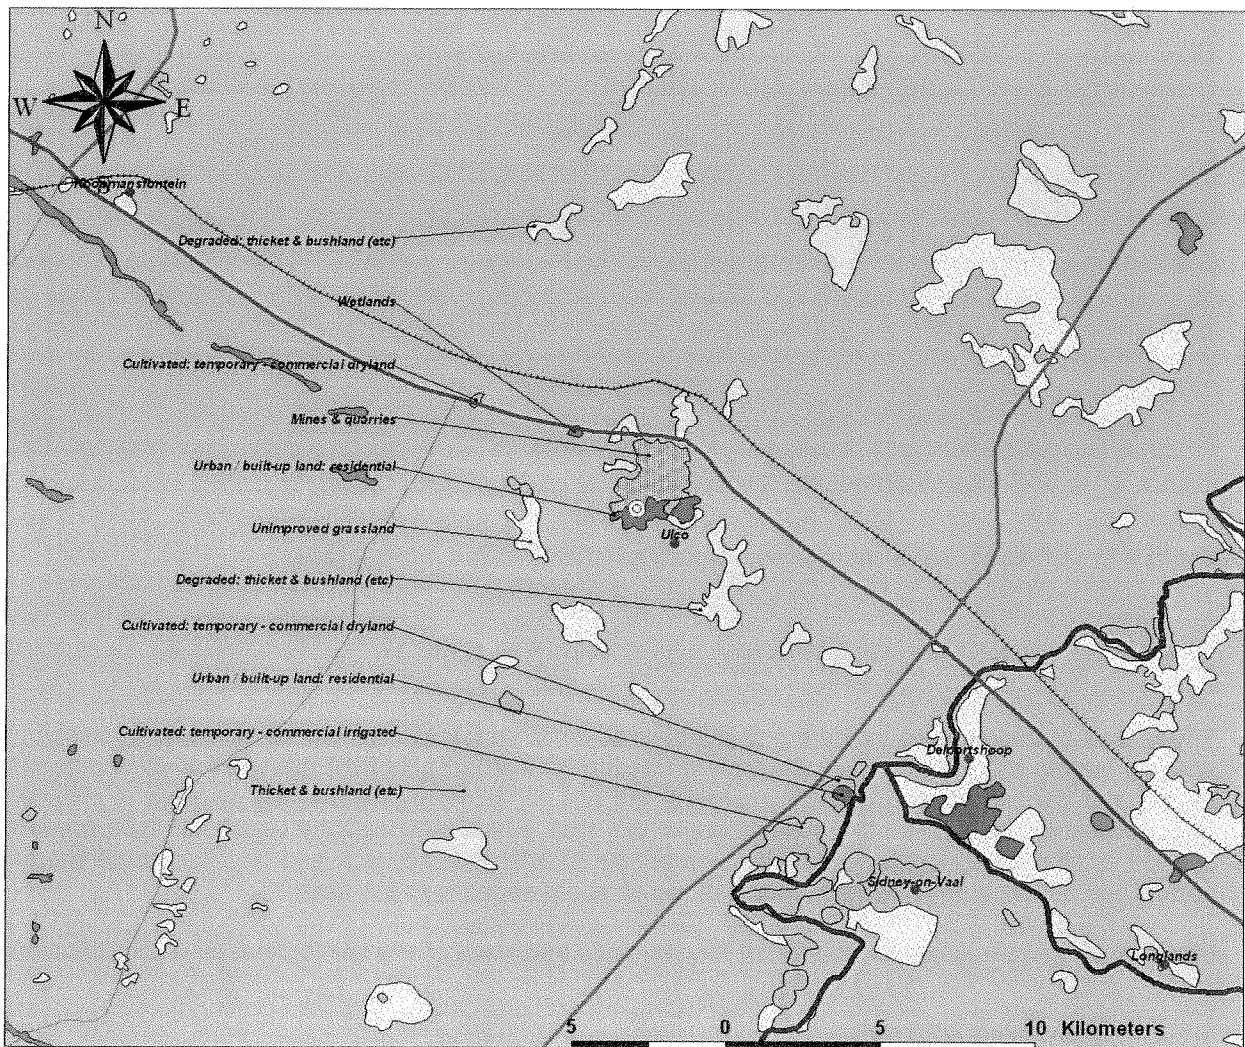 N
W E
Koopmansfontein
Degraded: thicket & bushland (etc)
Wetlands
Cultivated: temporary - commercial dryland
Mines & quarries
Urban / built-up land: residential
Unimproved grassland
Ulco
Degraded: thicket & bushland (etc)
Cultivated: temporary - commercial dryland
Urban / built-up land: residential
Cultivated: temporary - commercial irrigated
Delportshoop
Thicket & bushland (etc)
Sidney-on-Vaal
Longlands
5 0 5 10 Kilometers